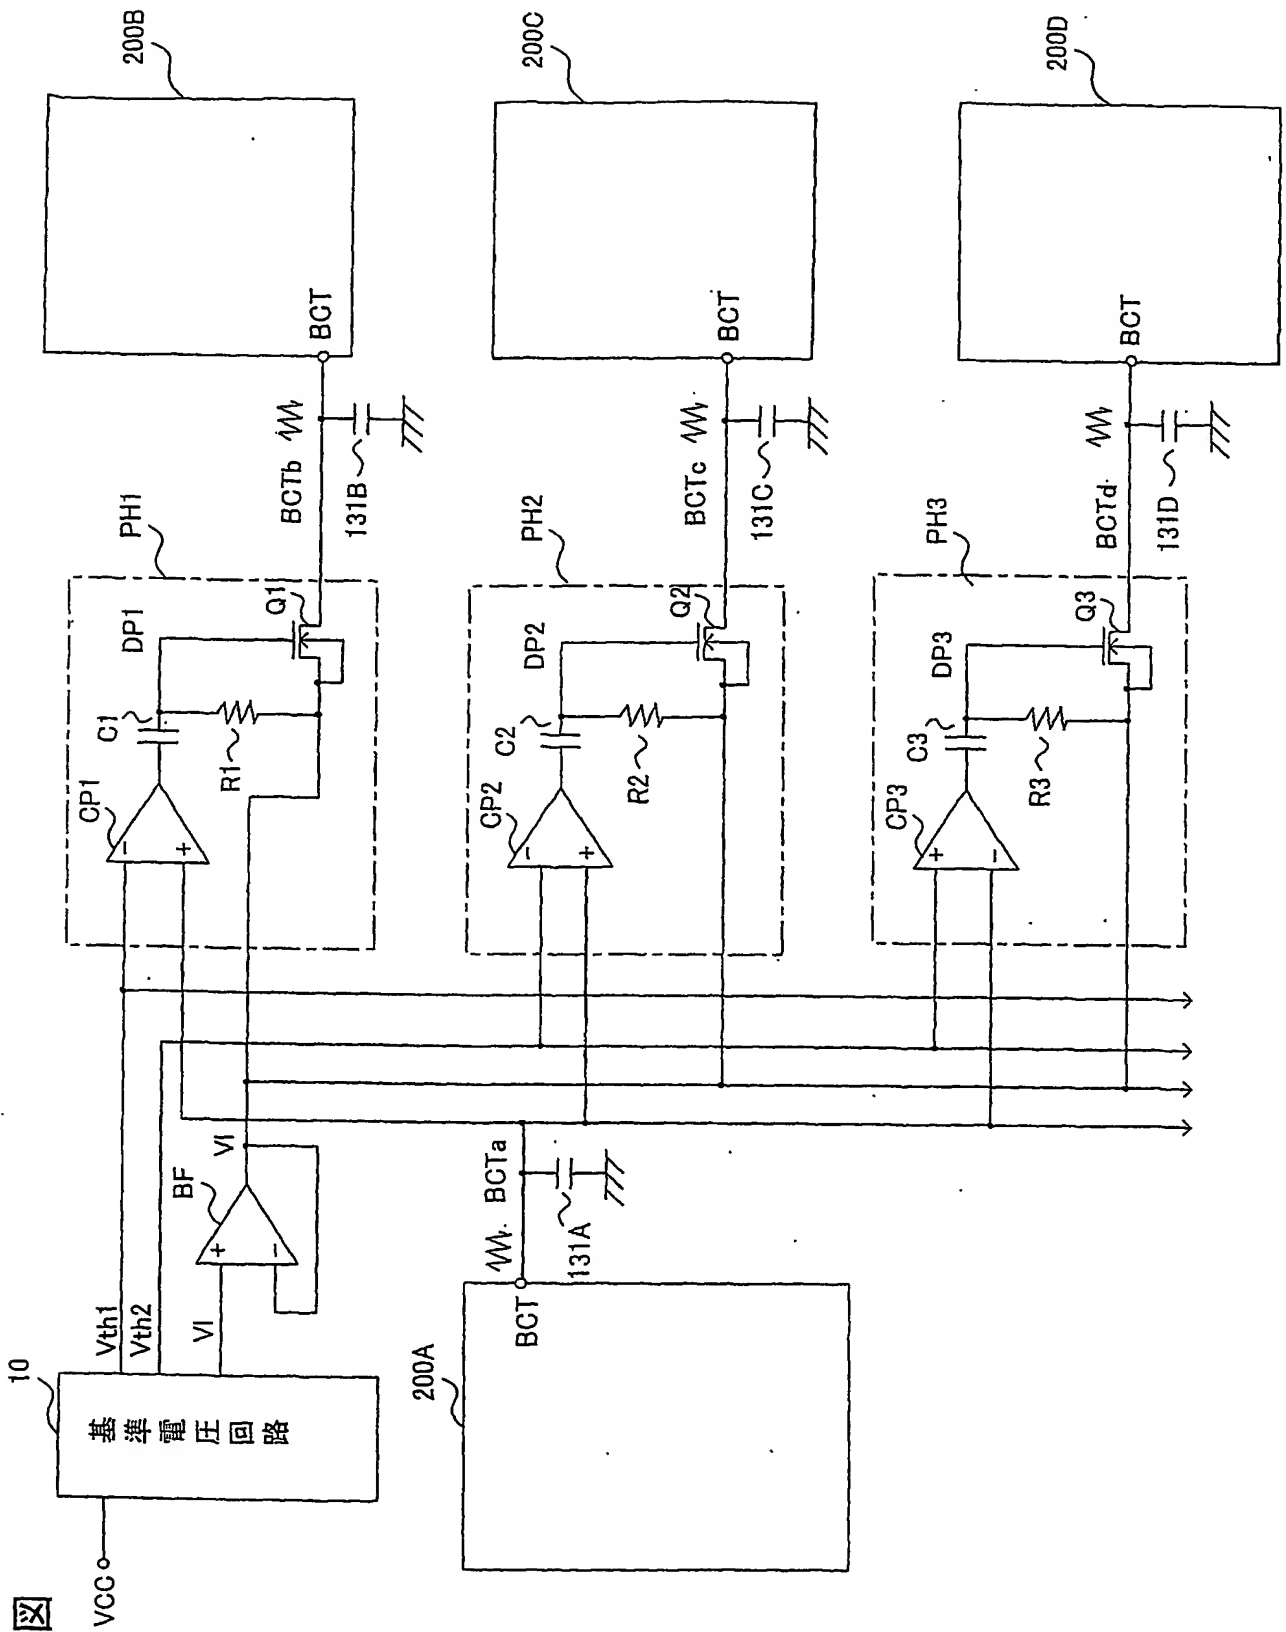 図
VCC
10
基準電圧回路
Vth1
Vth2
VI
BF
+
−
VI
200A
BCT
BCTa
131A
PH1
CP1
−
+
C1
R1
DP1
Q1
BCTb
131B
BCT
200B
PH2
CP2
−
+
C2
R2
DP2
Q2
BCTc
131C
BCT
200C
PH3
CP3
+
−
C3
R3
DP3
Q3
BCTd
131D
BCT
200D